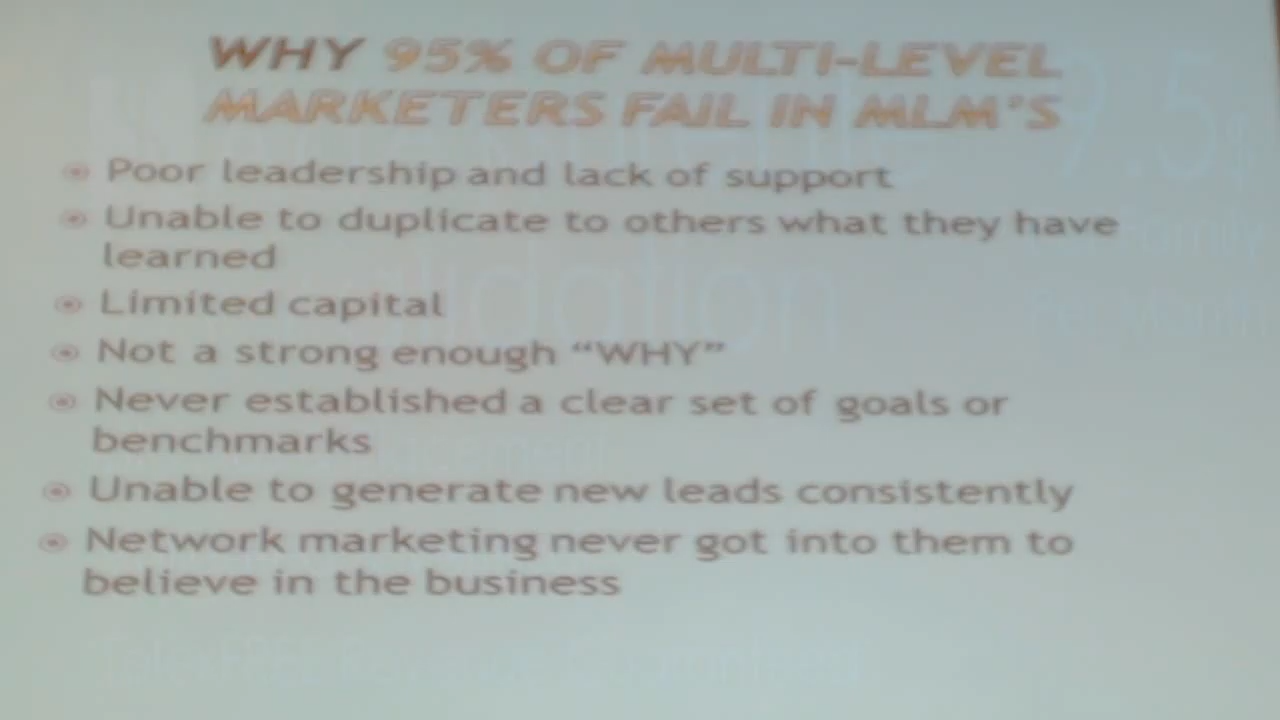 WHY 95% OF MULTI-LEVEL
MARKETERS FAIL IN MLM'S
Poor leadership and lack of support
Unable to duplicate to others what they have
learned
Limited capital
Not a strong enough “WHY”
Never established a clear set of goals or
benchmarks
Unable to generate new leads consistently
Network marketing never got into them to
believe in the business